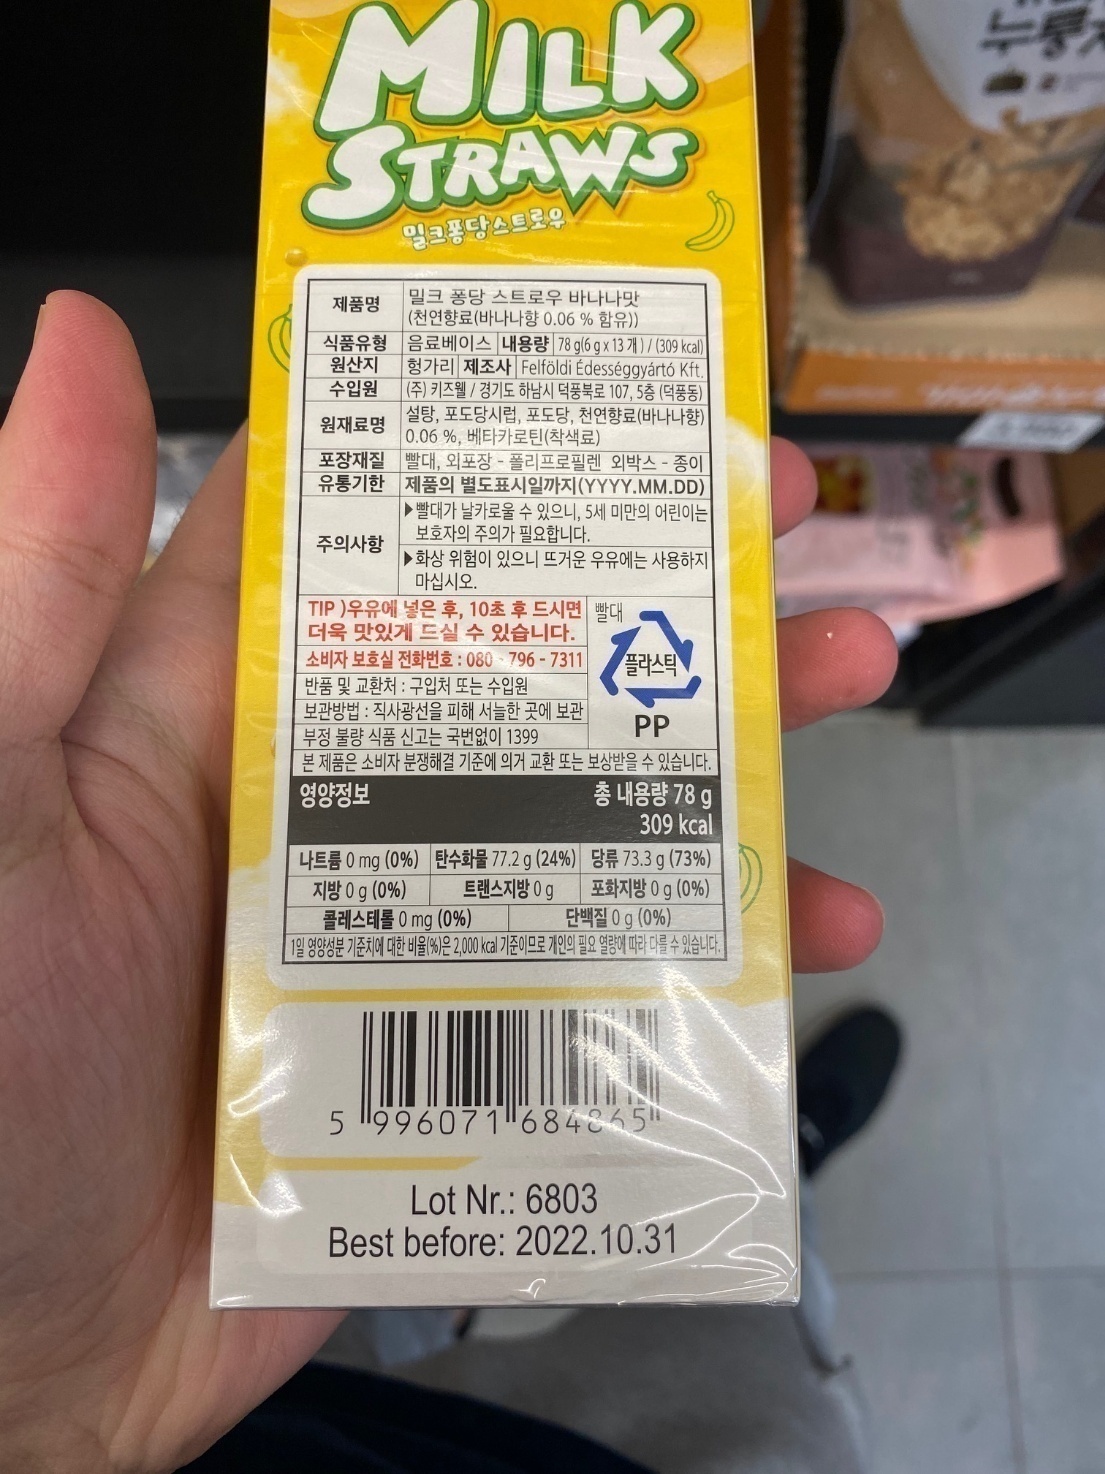 MILK
STRAWS
밀크퐁당스트로우
제품명 밀크 퐁당 스트로우 바나나맛
(천연향료(바나나향 0.06 % 함유))
식품유형 음료베이스 내용량 78 g(6 g x 13 개) / (309 kcal)
원산지 헝가리 제조사 Felföldi Édességgyártó Kft.
수입원 (주) 키즈웰 / 경기도 하남시 덕풍북로 107, 5층 (덕풍동)
원재료명 설탕, 포도당시럽, 포도당, 천연향료(바나나향)
0.06 %, 베타카로틴(착색료)
포장재질 빨대, 외포장 - 폴리프로필렌 외박스 - 종이
유통기한 제품의 별도표시일까지(YYYY.MM.DD)
주의사항 ▶빨대가 날카로울 수 있으니, 5세 미만의 어린이는
보호자의 주의가 필요합니다.
▶화상 위험이 있으니 뜨거운 우유에는 사용하지
마십시오.
TIP )우유에 넣은 후, 10초 후 드시면
더욱 맛있게 드실 수 있습니다.
소비자 보호실 전화번호 : 080 - 796 - 7311
반품 및 교환처 : 구입처 또는 수입원
보관방법 : 직사광선을 피해 서늘한 곳에 보관
부정 불량 식품 신고는 국번없이 1399
빨대
플라스틱
PP
본 제품은 소비자 분쟁해결 기준에 의거 교환 또는 보상받을 수 있습니다.
영양정보 총 내용량 78 g
309 kcal
나트륨 0 mg (0%) 탄수화물 77.2 g (24%) 당류 73.3 g (73%)
지방 0 g (0%) 트랜스지방 0 g 포화지방 0 g (0%)
콜레스테롤 0 mg (0%) 단백질 0 g (0%)
1일 영양성분 기준치에 대한 비율(%)은 2,000 kcal 기준이므로 개인의 필요 열량에 따라 다를 수 있습니다.
5 996071 684865
Lot Nr.: 6803
Best before: 2022.10.31